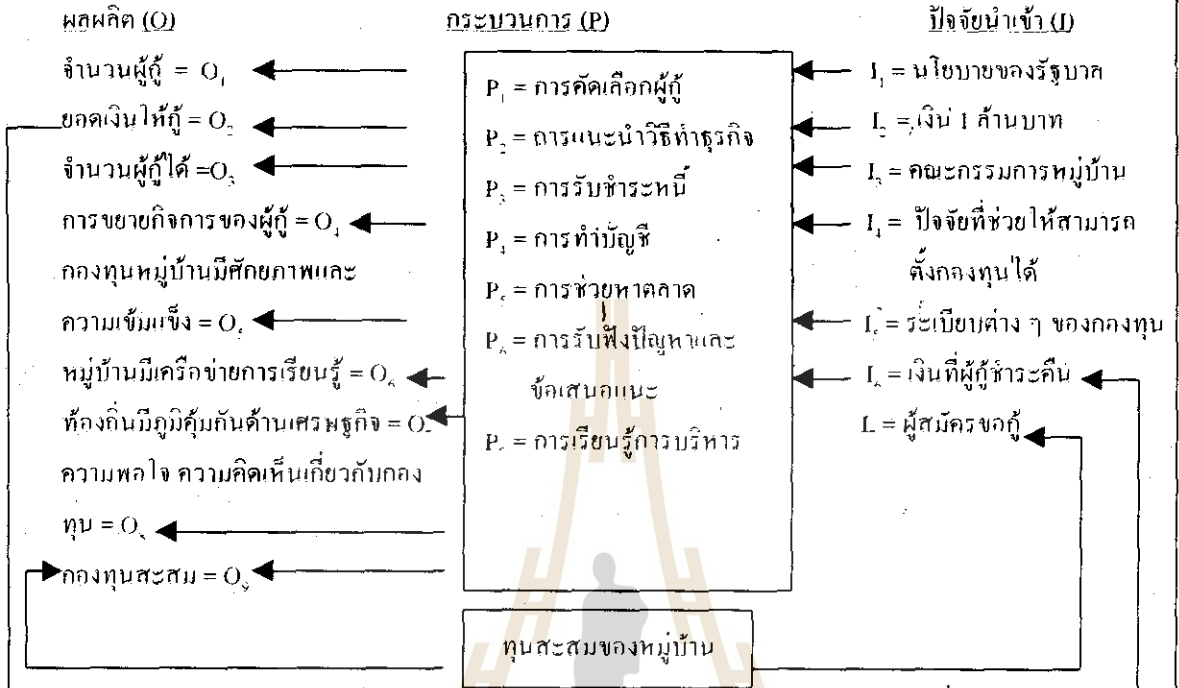 ผลผลิต (O)
จำนวนผู้กู้ = O₁
ยอดเงินให้กู้ = O₂
จำนวนผู้กู้ได้ =O₃
การขยายกิจการของผู้กู้ = O₄
กองทุนหมู่บ้านมีศักยภาพและ
ความเข้มแข็ง = O₅
หมู่บ้านมีเครือข่ายการเรียนรู้ = O₆
ท้องถิ่นมีภูมิคุ้มกันด้านเศรษฐกิจ = O₇
ความพอใจ ความคิดเห็นเกี่ยวกับกอง
ทุน = O₈
กองทุนสะสม = O₉
กระบวนการ (P)
P₁ = การคัดเลือกผู้กู้
P₂ = การแนะนำวิธีทำธุรกิจ
P₃ = การรับชำระหนี้
P₄ = การทำบัญชี
P₅ = การช่วยหาตลาด
P₆ = การรับฟังปัญหาและ
ข้อเสนอแนะ
P₇ = การเรียนรู้การบริหาร
ทุนสะสมของหมู่บ้าน
ปัจจัยนำเข้า (I)
I₁ = นโยบายของรัฐบาล
I₂ = เงิน 1 ล้านบาท
I₃ = คณะกรรมการหมู่บ้าน
I₄ = ปัจจัยที่ช่วยให้สามารถ
ตั้งกองทุนได้
I₅ = ระเบียบต่าง ๆ ของกองทุน
I₆ = เงินที่ผู้กู้ชำระคืน
I₇ = ผู้สมัครขอกู้